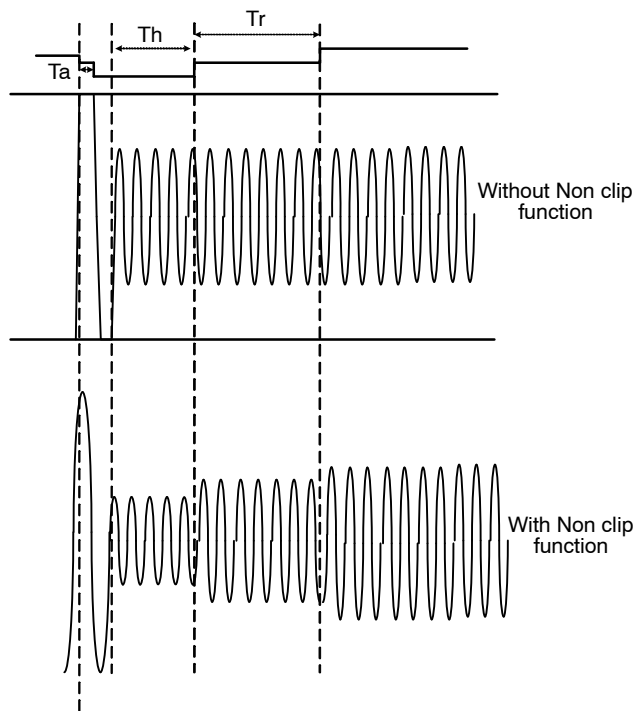 Th
Tr
Ta
Without Non clip
function
With Non clip
function